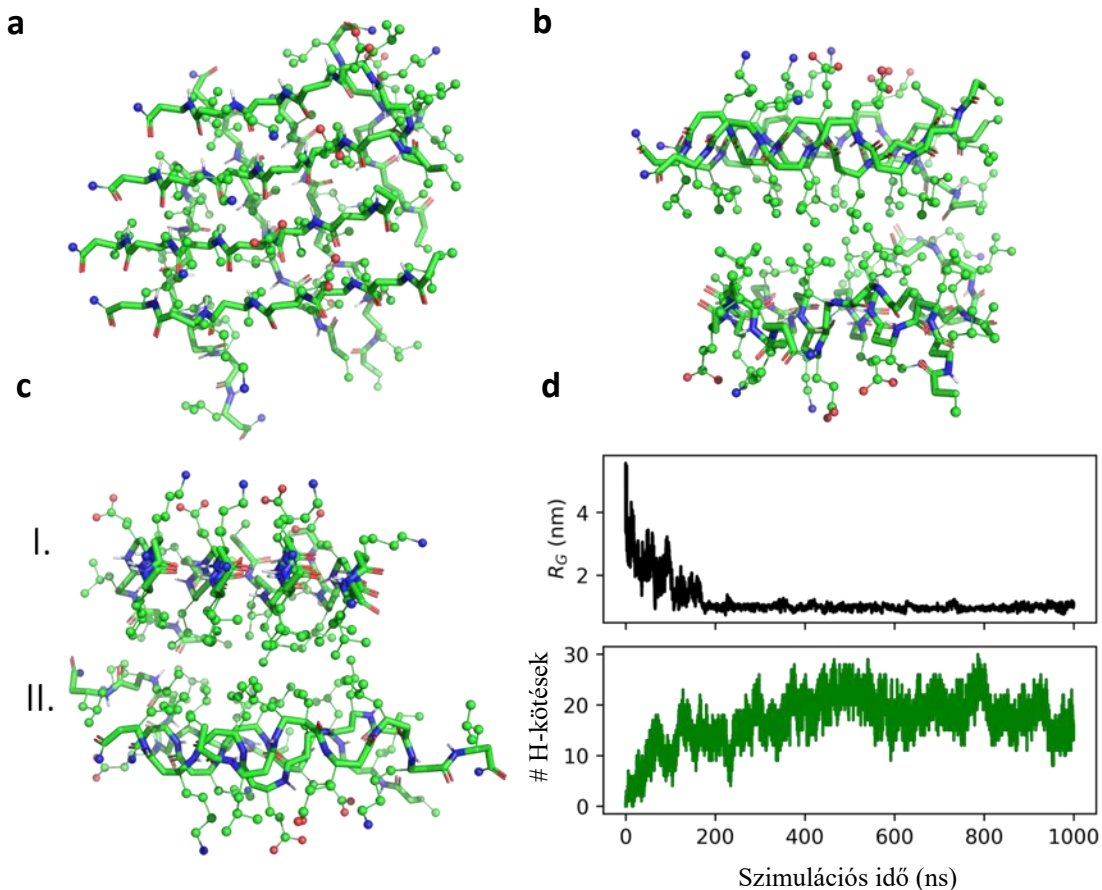 a
b
c
d
I.
II.
R_G (nm)
4
2
# H-kötések
30
20
10
0
0 200 400 600 800 1000
Szimulációs idő (ns)